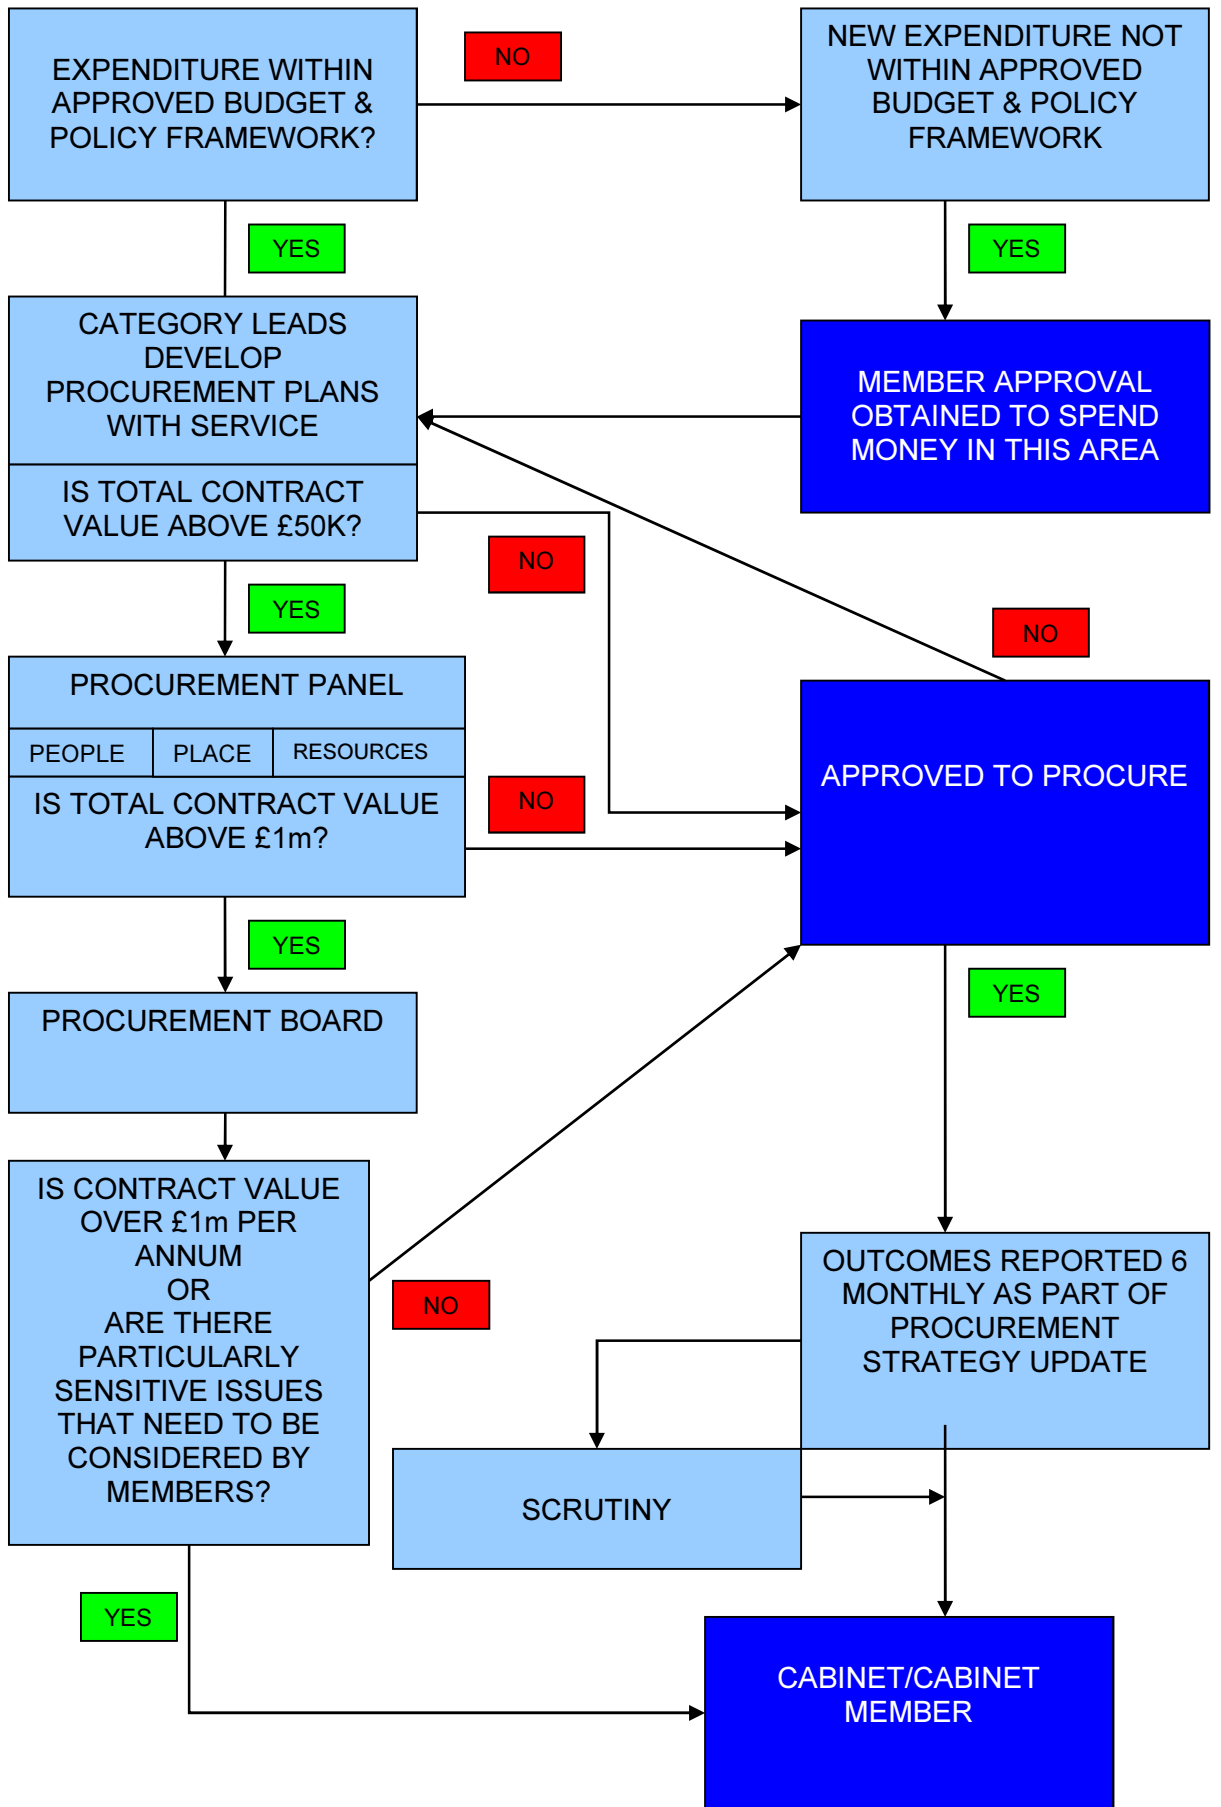 EXPENDITURE WITHIN
APPROVED BUDGET &
POLICY FRAMEWORK?
NO
NEW EXPENDITURE NOT
WITHIN APPROVED
BUDGET & POLICY
FRAMEWORK
YES
YES
CATEGORY LEADS
DEVELOP
PROCUREMENT PLANS
WITH SERVICE
MEMBER APPROVAL
OBTAINED TO SPEND
MONEY IN THIS AREA
IS TOTAL CONTRACT
VALUE ABOVE £50K?
NO
YES
NO
PROCUREMENT PANEL
PEOPLE
PLACE
RESOURCES
IS TOTAL CONTRACT VALUE
ABOVE £1m?
NO
APPROVED TO PROCURE
YES
YES
PROCUREMENT BOARD
IS CONTRACT VALUE
OVER £1m PER
ANNUM
OR
ARE THERE
PARTICULARLY
SENSITIVE ISSUES
THAT NEED TO BE
CONSIDERED BY
MEMBERS?
NO
OUTCOMES REPORTED 6
MONTHLY AS PART OF
PROCUREMENT
STRATEGY UPDATE
SCRUTINY
YES
CABINET/CABINET
MEMBER